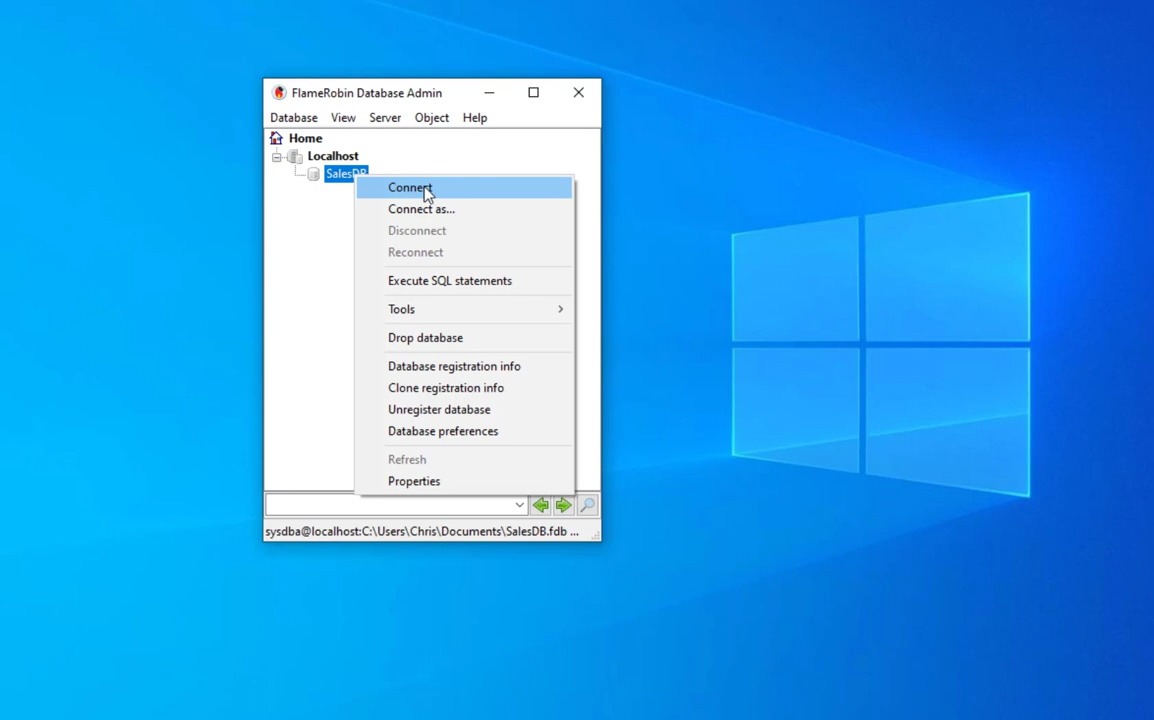 FlameRobin Database Admin
Database View Server Object Help
Home
Localhost
SalesDB
Connect
Connect as...
Disconnect
Reconnect
Execute SQL statements
Tools
Drop database
Database registration info
Clone registration info
Unregister database
Database preferences
Refresh
Properties
sysdba@localhost:C:\Users\Chris\Documents\SalesDB.fdb ...